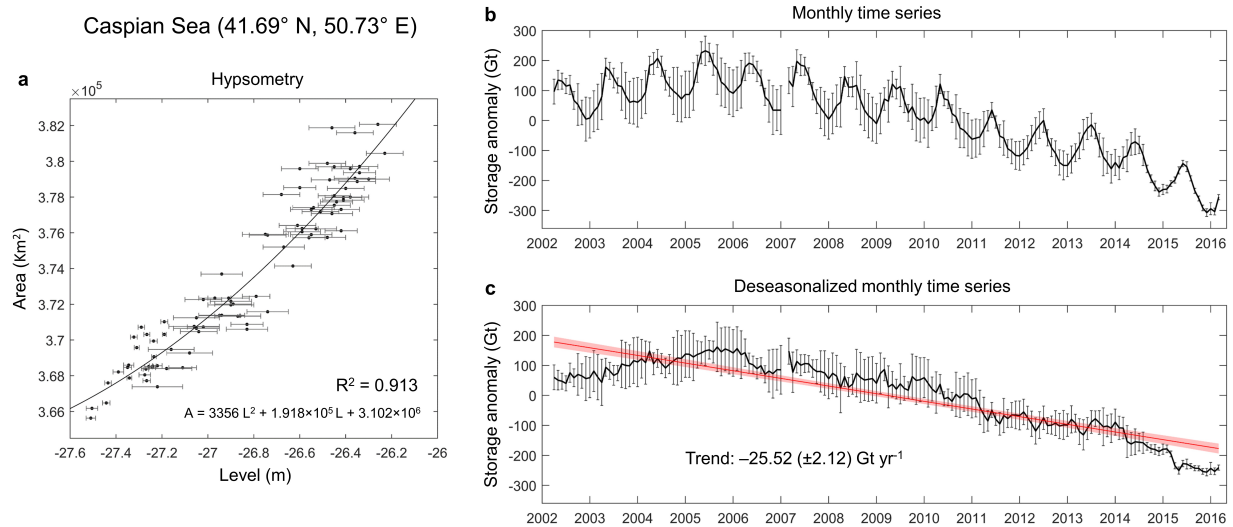 Caspian Sea (41.69° N, 50.73° E)
a
Hypsometry
×10⁵
3.82
3.8
3.78
3.76
3.74
3.72
3.7
3.68
3.66
Area (Km²)
R² = 0.913
A = 3356 L² + 1.918×10⁵ L + 3.102×10⁶
-27.6 -27.4 -27.2 -27 -26.8 -26.6 -26.4 -26.2 -26
Level (m)
b
Monthly time series
300
200
100
0
-100
-200
-300
Storage anomaly (Gt)
2002 2003 2004 2005 2006 2007 2008 2009 2010 2011 2012 2013 2014 2015 2016
c
Deseasonalized monthly time series
300
200
100
0
-100
-200
-300
Storage anomaly (Gt)
Trend: –25.52 (±2.12) Gt yr⁻¹
2002 2003 2004 2005 2006 2007 2008 2009 2010 2011 2012 2013 2014 2015 2016